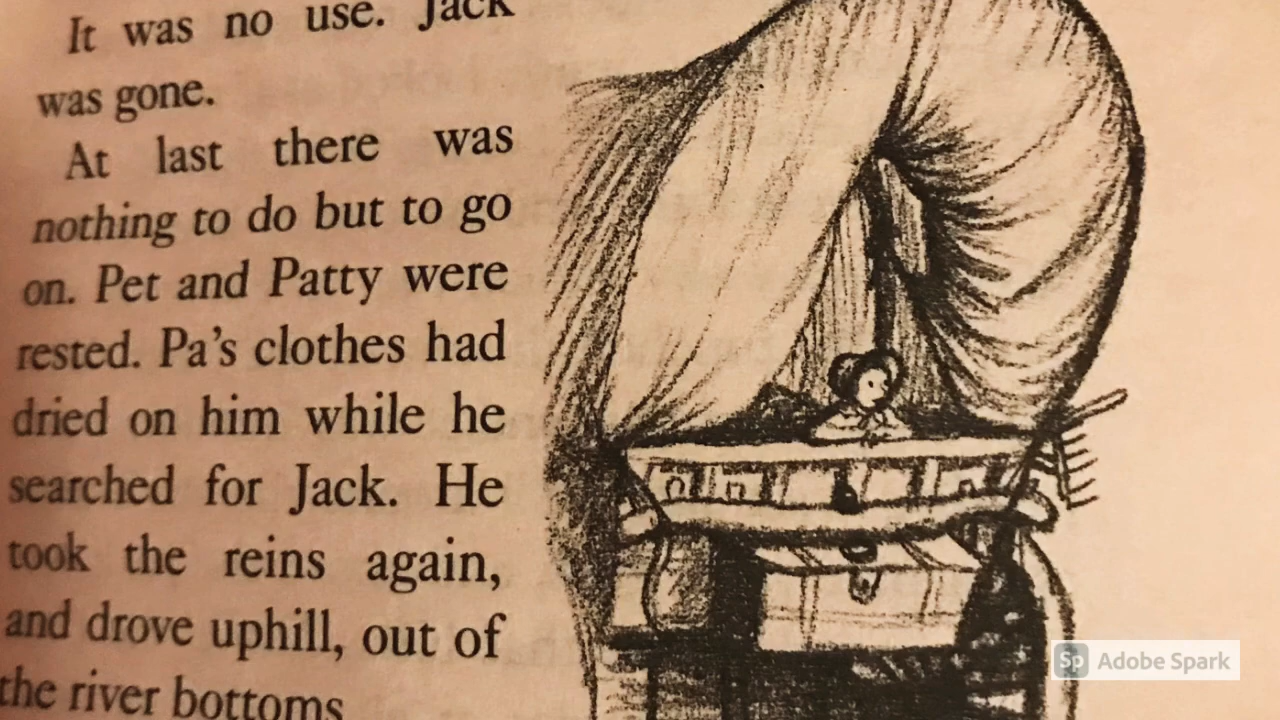 It was no use. Jack
was gone.
At last there was
nothing to do but to go
on. Pet and Patty were
rested. Pa's clothes had
dried on him while he
searched for Jack. He
took the reins again,
and drove uphill, out of
the river bottoms
Sp Adobe Spark